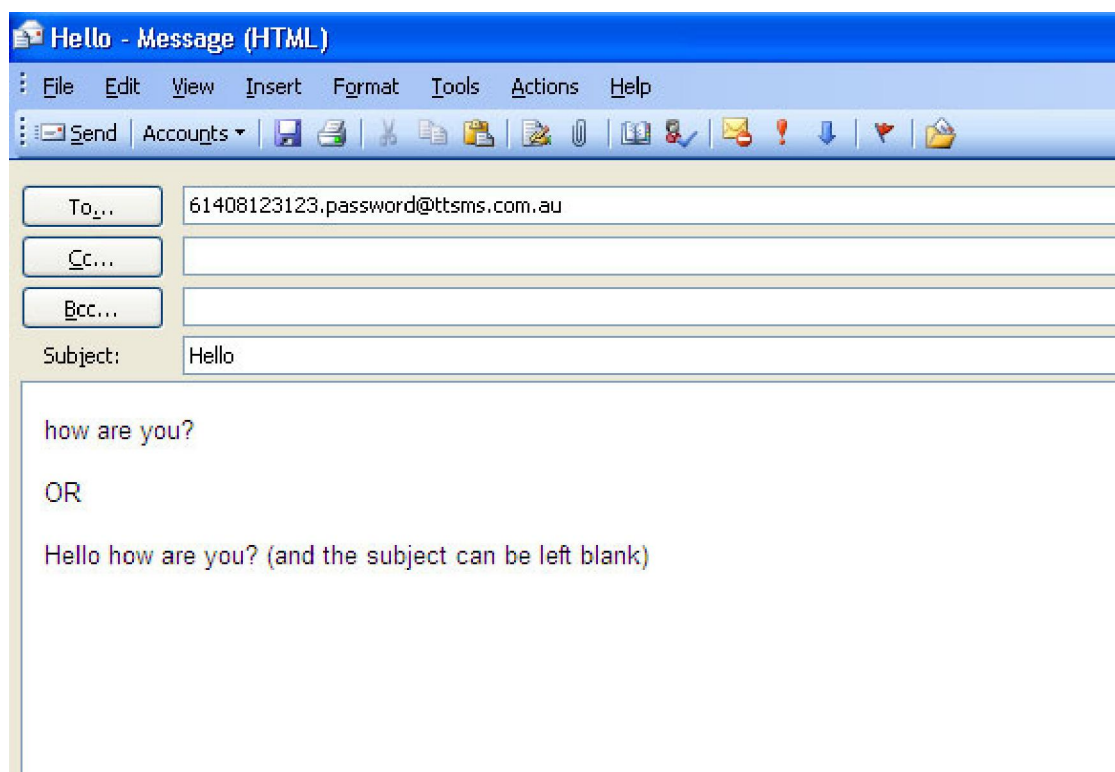 Hello - Message (HTML)
File Edit View Insert Format Tools Actions Help
Send Accounts
To... 61408123123.password@ttsms.com.au
Cc...
Bcc...
Subject: Hello
how are you?
OR
Hello how are you? (and the subject can be left blank)